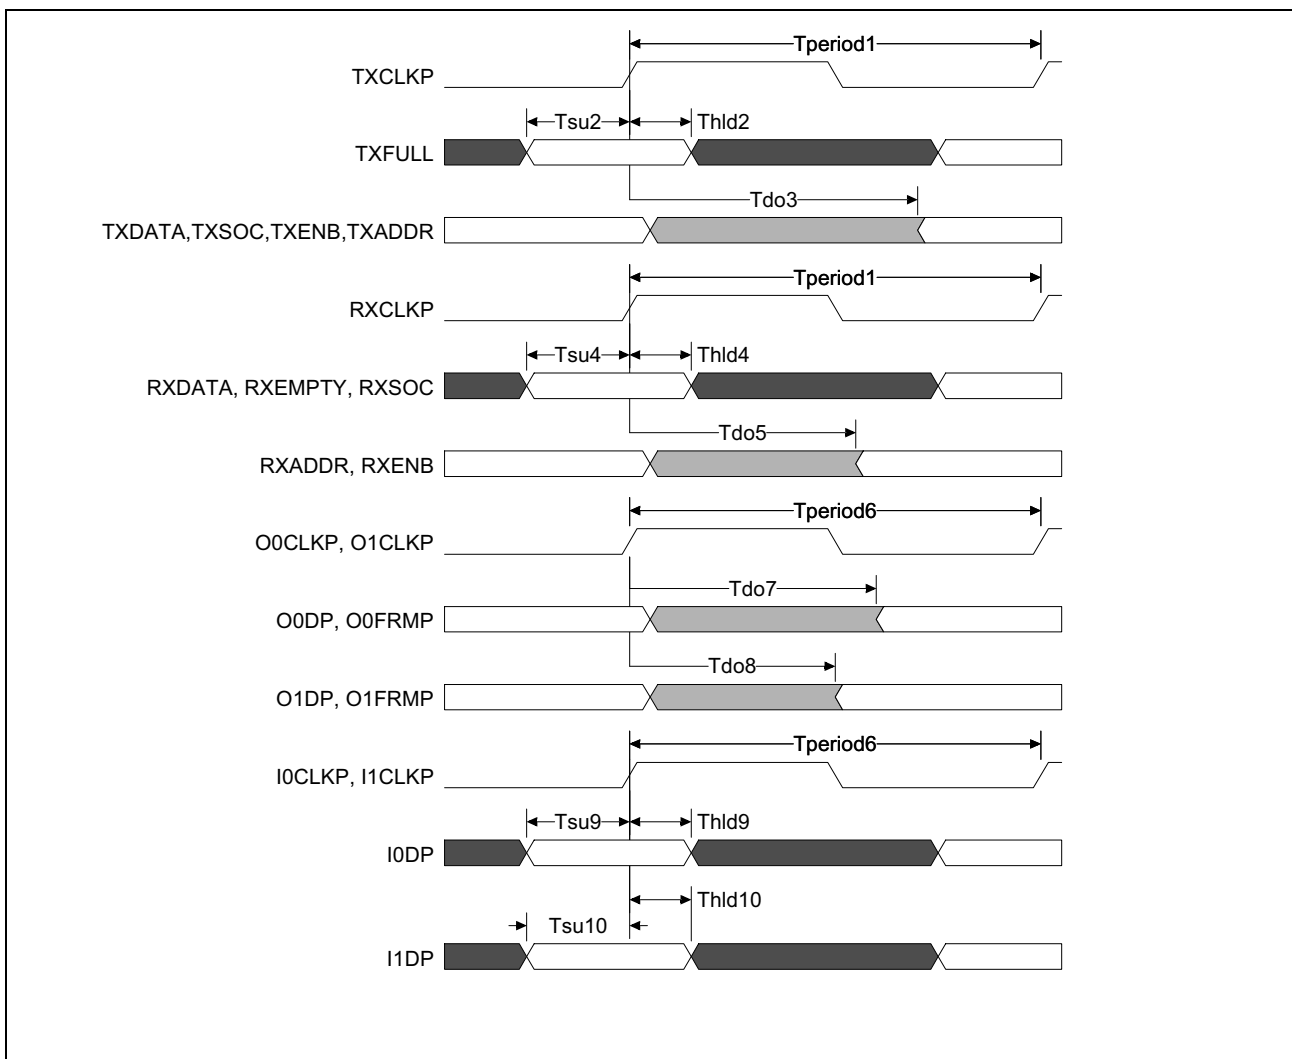 Tperiod1
TXCLKP
Tsu2 Thld2
TXFULL
Tdo3
TXDATA,TXSOC,TXENB,TXADDR
Tperiod1
RXCLKP
Tsu4 Thld4
RXDATA, RXEMPTY, RXSOC
Tdo5
RXADDR, RXENB
Tperiod6
O0CLKP, O1CLKP
Tdo7
O0DP, O0FRMP
Tdo8
O1DP, O1FRMP
Tperiod6
I0CLKP, I1CLKP
Tsu9 Thld9
I0DP
Thld10
Tsu10
I1DP